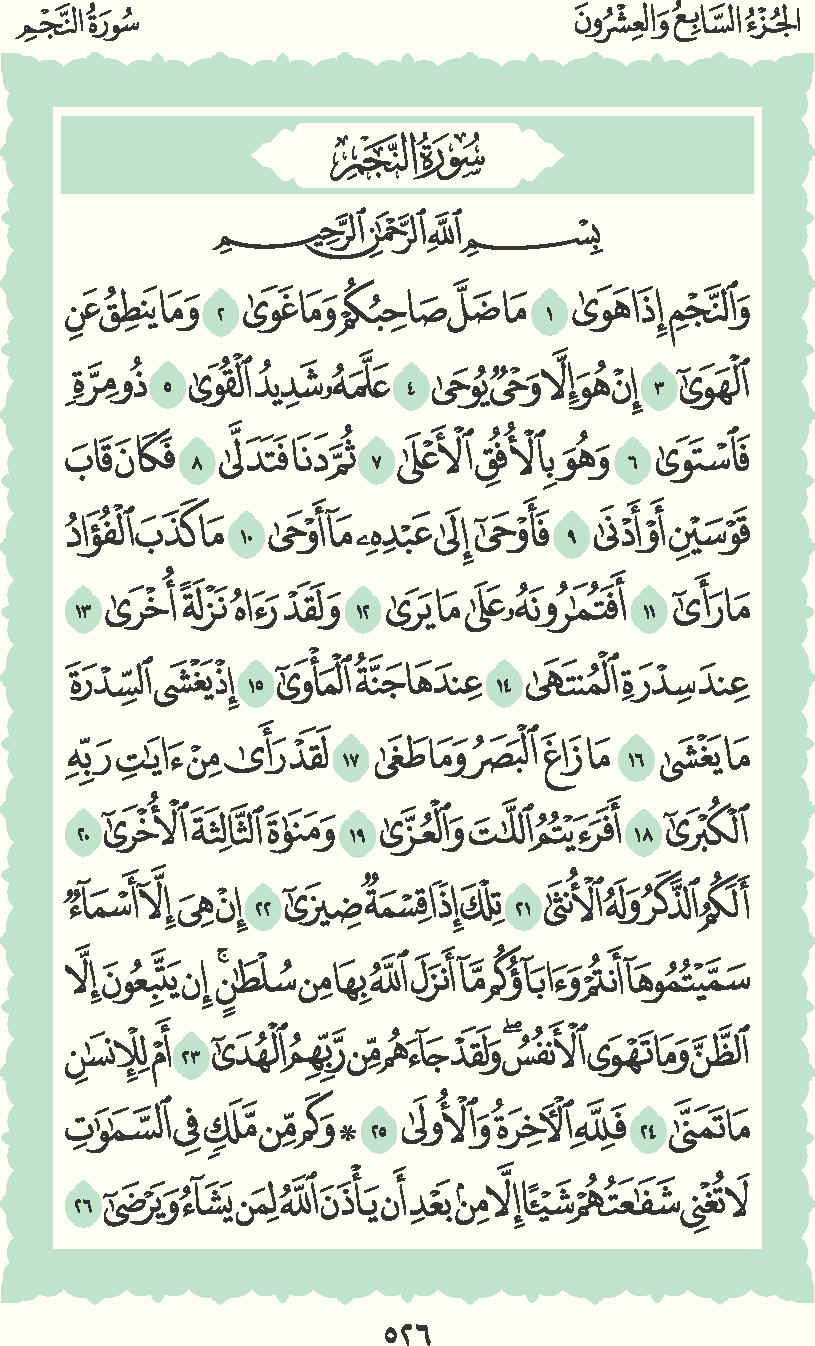 الجُزْءُ السَّابِعُ وَالعِشْرُونَ
سُورَةُ النَّجْمِ
سُورَةُ النَّجْمِ
بِسْمِ ٱللَّهِ ٱلرَّحْمَٰنِ ٱلرَّحِيمِ
وَٱلنَّجْمِ إِذَا هَوَىٰ ١ مَا ضَلَّ صَاحِبُكُمْ وَمَا غَوَىٰ ٢ وَمَا يَنطِقُ عَنِ
ٱلْهَوَىٰٓ ٣ إِنْ هُوَ إِلَّا وَحْىٌ يُوحَىٰ ٤ عَلَّمَهُۥ شَدِيدُ ٱلْقُوَىٰ ٥ ذُو مِرَّةٍ
فَٱسْتَوَىٰ ٦ وَهُوَ بِٱلْأُفُقِ ٱلْأَعْلَىٰ ٧ ثُمَّ دَنَا فَتَدَلَّىٰ ٨ فَكَانَ قَابَ
قَوْسَيْنِ أَوْ أَدْنَىٰ ٩ فَأَوْحَىٰٓ إِلَىٰ عَبْدِهِۦ مَآ أَوْحَىٰ ١٠ مَا كَذَبَ ٱلْفُؤَادُ
مَا رَأَىٰٓ ١١ أَفَتُمَٰرُونَهُۥ عَلَىٰ مَا يَرَىٰ ١٢ وَلَقَدْ رَءَاهُ نَزْلَةً أُخْرَىٰ ١٣
عِندَ سِدْرَةِ ٱلْمُنتَهَىٰ ١٤ عِندَهَا جَنَّةُ ٱلْمَأْوَىٰٓ ١٥ إِذْ يَغْشَى ٱلسِّدْرَةَ
مَا يَغْشَىٰ ١٦ مَا زَاغَ ٱلْبَصَرُ وَمَا طَغَىٰ ١٧ لَقَدْ رَأَىٰ مِنْ ءَايَٰتِ رَبِّهِ
ٱلْكُبْرَىٰٓ ١٨ أَفَرَءَيْتُمُ ٱللَّٰتَ وَٱلْعُزَّىٰ ١٩ وَمَنَوٰةَ ٱلثَّالِثَةَ ٱلْأُخْرَىٰٓ ٢٠
أَلَكُمُ ٱلذَّكَرُ وَلَهُ ٱلْأُنثَىٰ ٢١ تِلْكَ إِذًا قِسْمَةٌ ضِيزَىٰٓ ٢٢ إِنْ هِىَ إِلَّآ أَسْمَآءٌ
سَمَّيْتُمُوهَآ أَنتُمْ وَءَابَآؤُكُم مَّآ أَنزَلَ ٱللَّهُ بِهَا مِن سُلْطَٰنٍ ۚ إِن يَتَّبِعُونَ إِلَّا
ٱلظَّنَّ وَمَا تَهْوَى ٱلْأَنفُسُ ۖ وَلَقَدْ جَآءَهُم مِّن رَّبِّهِمُ ٱلْهُدَىٰٓ ٢٣ أَمْ لِلْإِنسَٰنِ
مَا تَمَنَّىٰ ٢٤ فَلِلَّهِ ٱلْأَخِرَةُ وَٱلْأُولَىٰ ٢٥ * وَكَم مِّن مَّلَكٍ فِى ٱلسَّمَٰوَٰتِ
لَا تُغْنِى شَفَٰعَتُهُمْ شَيْـًٔا إِلَّا مِنۢ بَعْدِ أَن يَأْذَنَ ٱللَّهُ لِمَن يَشَآءُ وَيَرْضَىٰٓ ٢٦
٥٢٦